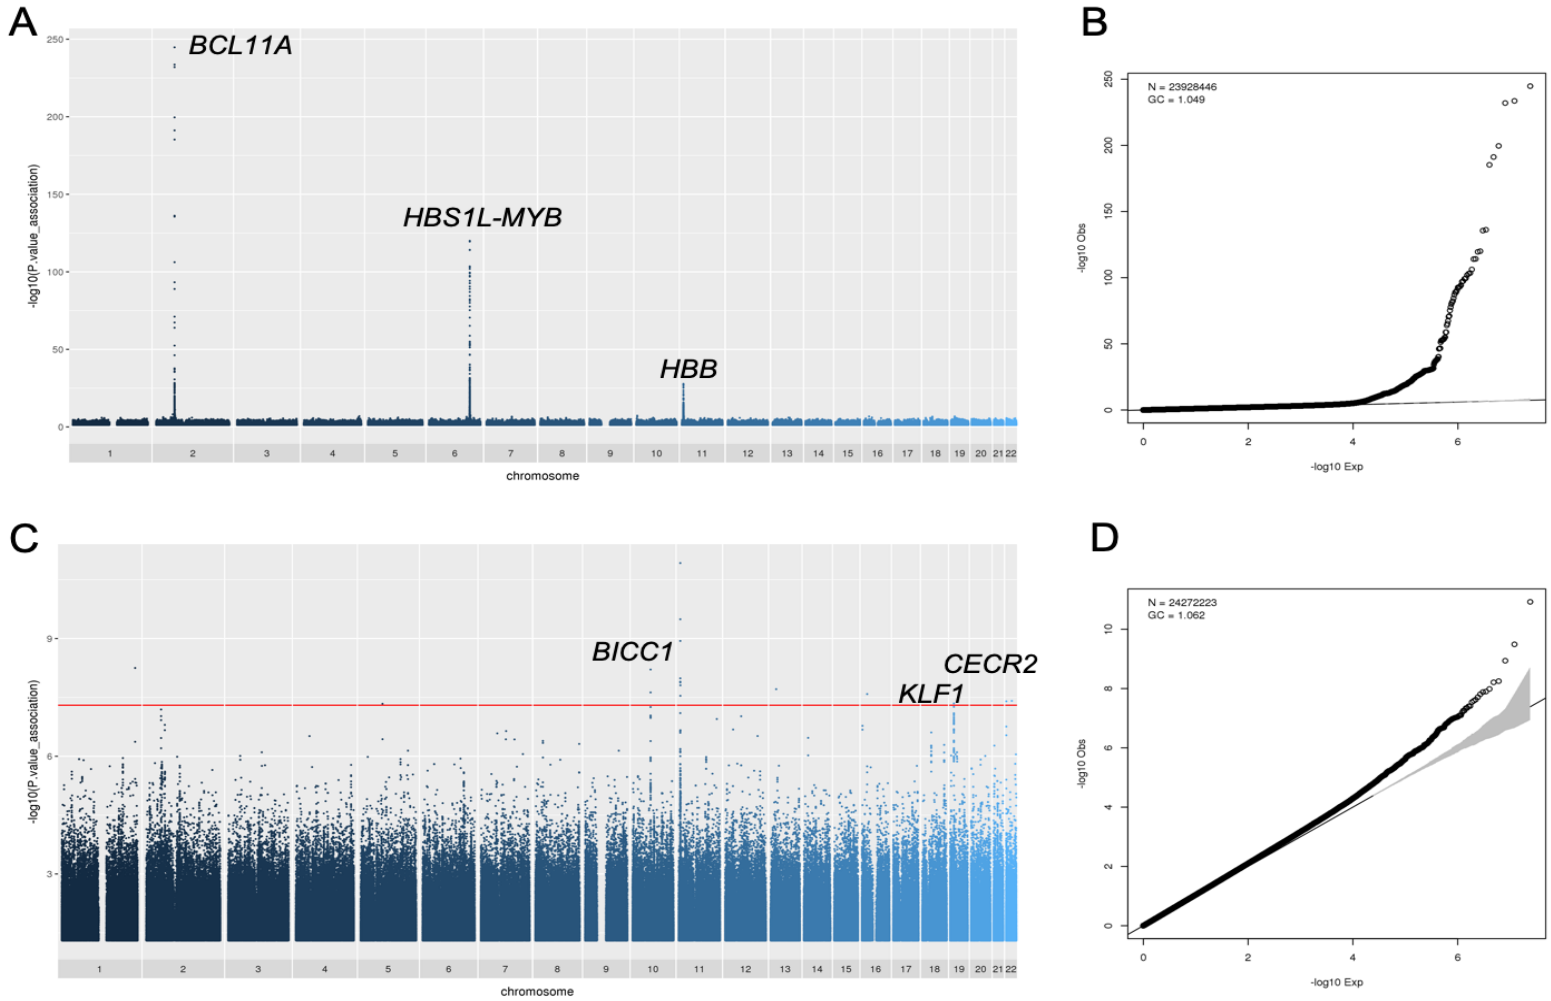 A
BCL11A
HBS1L-MYB
HBB
-log10(P.value_association)
250
200
150
100
50
0
1 2 3 4 5 6 7 8 9 10 11 12 13 14 15 16 17 18 19 20 21 22
chromosome
B
N = 23928446
GC = 1.049
-log10 Obs
250
200
150
100
50
0
0 2 4 6
-log10 Exp
C
BICC1
CECR2
KLF1
-log10(P.value_association)
9
6
3
1 2 3 4 5 6 7 8 9 10 11 12 13 14 15 16 17 18 19 20 21 22
chromosome
D
N = 24272223
GC = 1.062
-log10 Obs
10
8
6
4
2
0
0 2 4 6
-log10 Exp